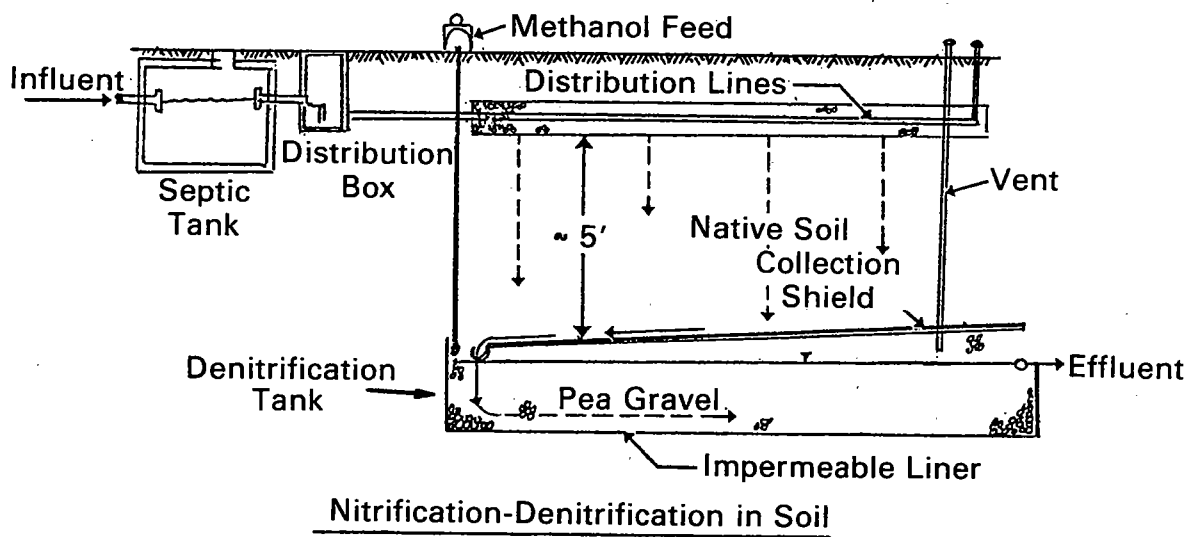 Methanol Feed
Influent
Distribution Lines
Distribution
Box
Septic
Tank
Vent
~ 5'
Native Soil
Collection
Shield
Denitrification
Tank
Effluent
Pea Gravel
Impermeable Liner
Nitrification-Denitrification in Soil